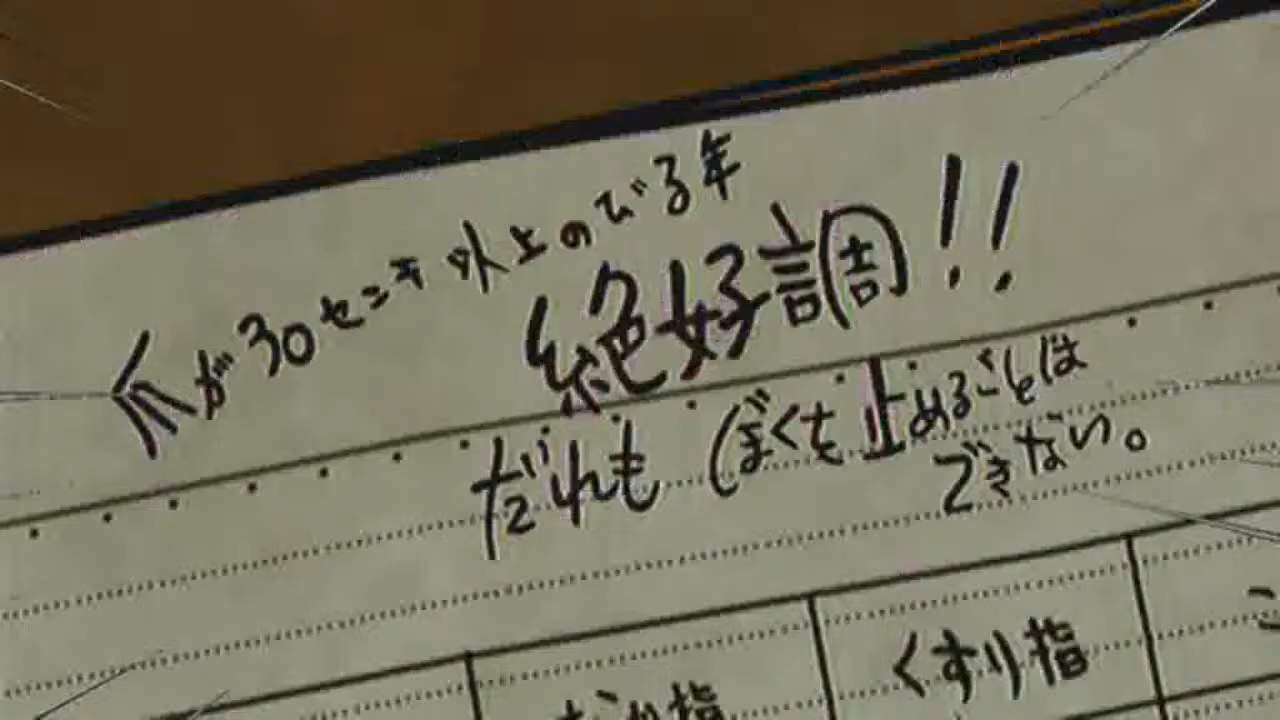 爪が30センチ以上のびる年
絶好調!!
だれもぼくを止めることは
できない。
くすり指